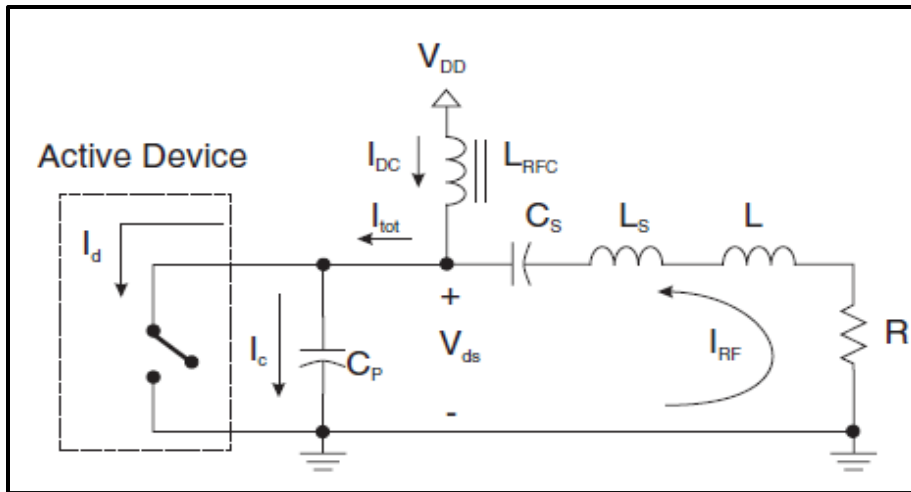 V_DD
Active Device
I_DC
L_RFC
I_tot
C_S
L_S
L
I_d
+
I_c
C_P
V_ds
I_RF
R
-